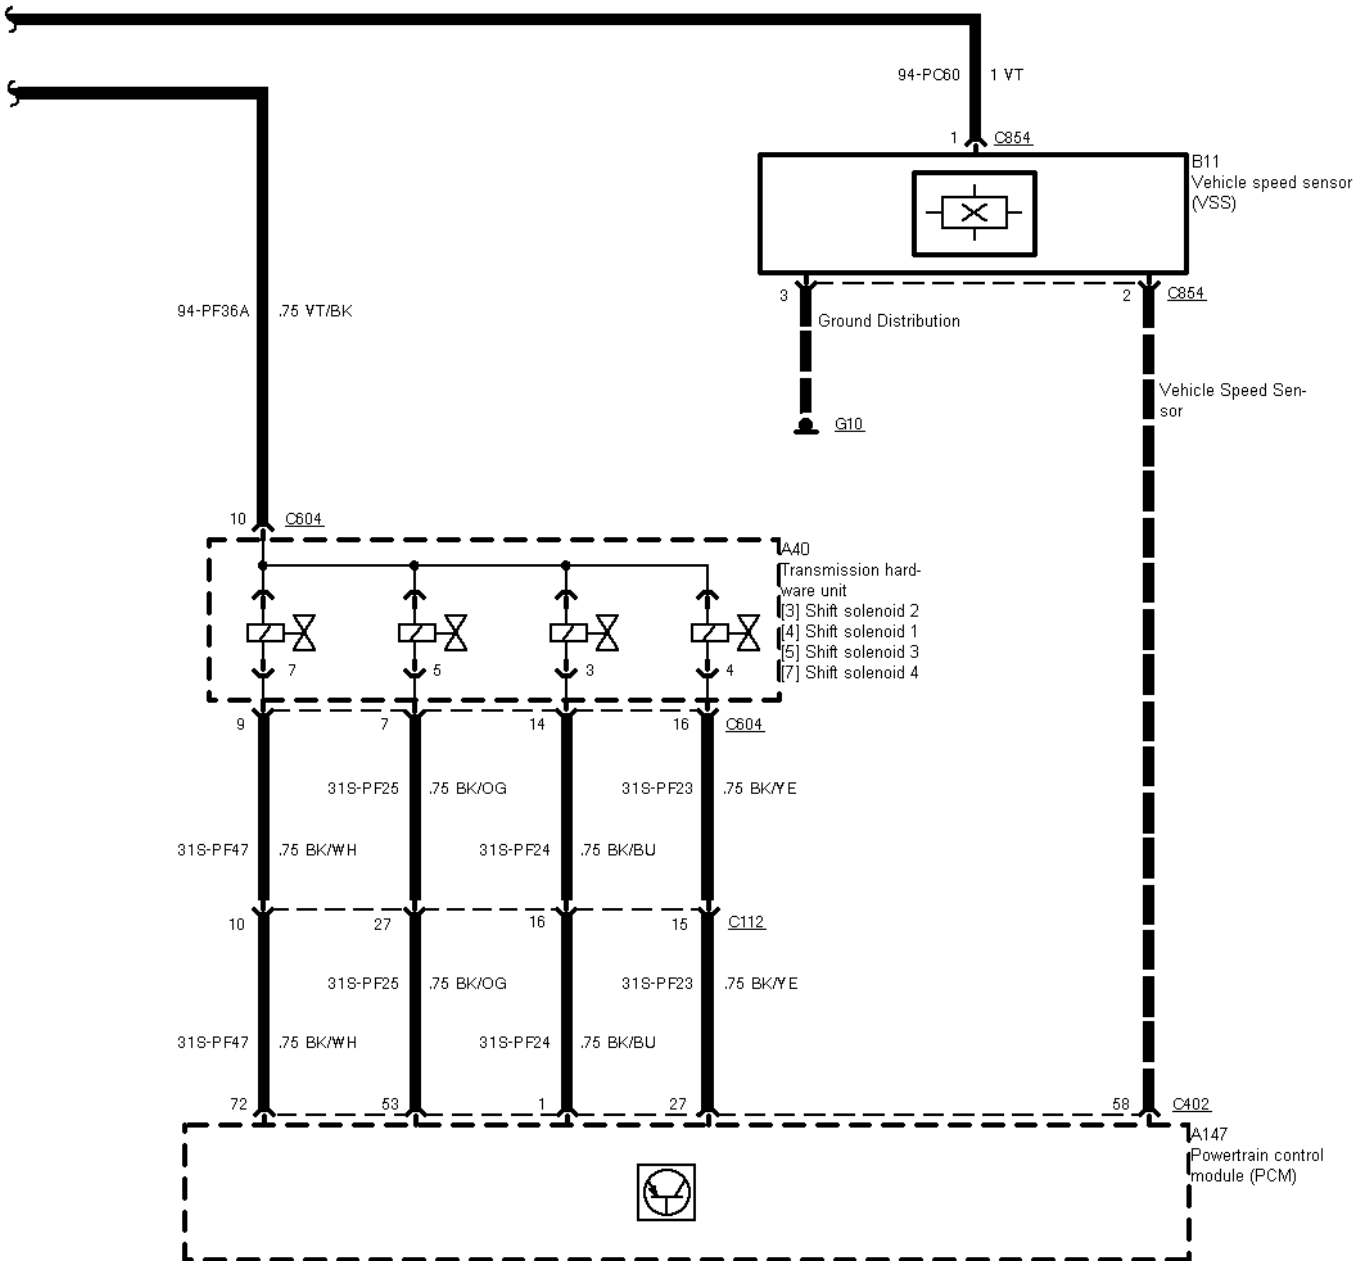 94-PC60 1 VT
1 C854
B11
Vehicle speed sensor
(VSS)
3 2 C854
94-PF36A .75 VT/BK
Ground Distribution
Vehicle Speed Sen-
sor
G10
10 C604
A40
Transmission hard-
ware unit
[3] Shift solenoid 2
[4] Shift solenoid 1
[5] Shift solenoid 3
[7] Shift solenoid 4
7 5 3 4
9 7 14 16 C604
31S-PF25 .75 BK/OG 31S-PF23 .75 BK/YE
31S-PF47 .75 BK/WH 31S-PF24 .75 BK/BU
10 27 16 15 C112
31S-PF25 .75 BK/OG 31S-PF23 .75 BK/YE
31S-PF47 .75 BK/WH 31S-PF24 .75 BK/BU
72 53 1 27 58 C402
A147
Powertrain control
module (PCM)